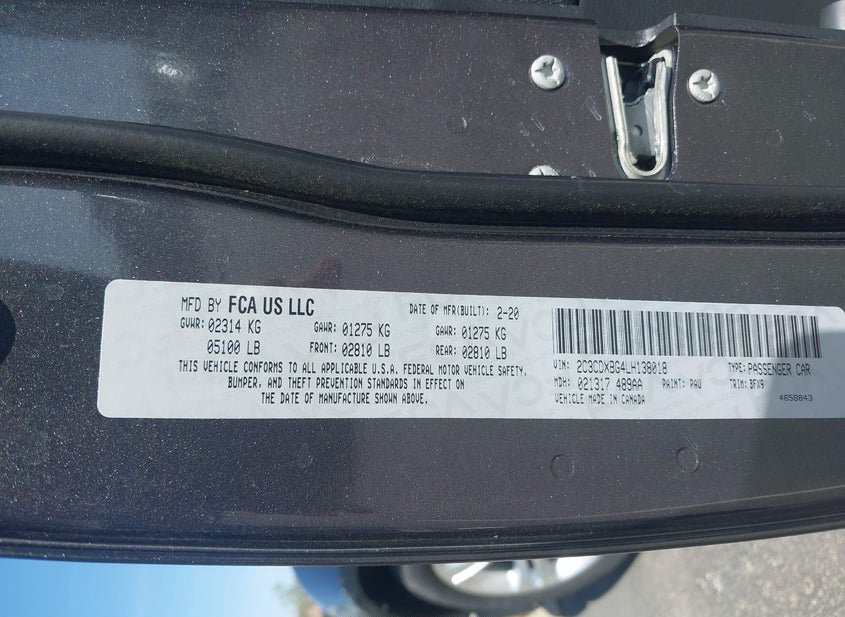 MFD BY FCA US LLC
DATE OF MFR(BUILT): 2-20
GVWR: 02314 KG GAWR: 01275 KG GAWR: 01275 KG
05100 LB FRONT: 02810 LB REAR: 02810 LB
THIS VEHICLE CONFORMS TO ALL APPLICABLE U.S.A. FEDERAL MOTOR VEHICLE SAFETY,
BUMPER, AND THEFT PREVENTION STANDARDS IN EFFECT ON
THE DATE OF MANUFACTURE SHOWN ABOVE.
VIN: 2C3CDXBG4LH138018 TYPE: PASSENGER CAR
MDH: 021317 489AA PAINT: PAU TRIM: BFX9
VEHICLE MADE IN CANADA 4658843